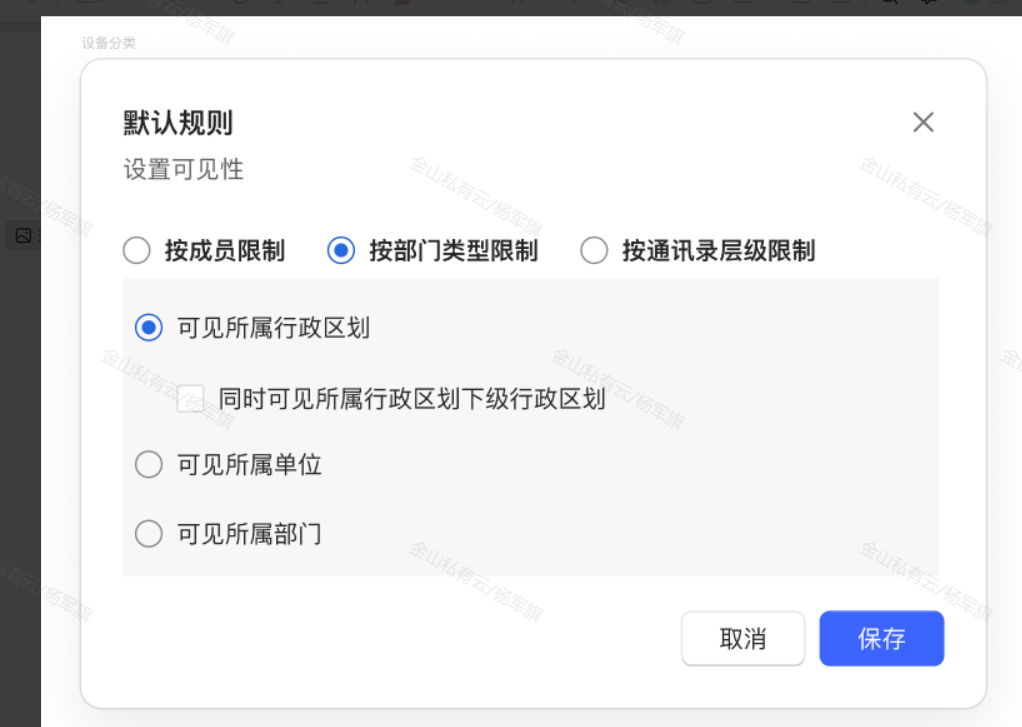 设备分类
默认规则
设置可见性
按成员限制 按部门类型限制 按通讯录层级限制
可见所属行政区划
同时可见所属行政区划下级行政区划
可见所属单位
可见所属部门
取消 保存
金山私有云/杨军旗